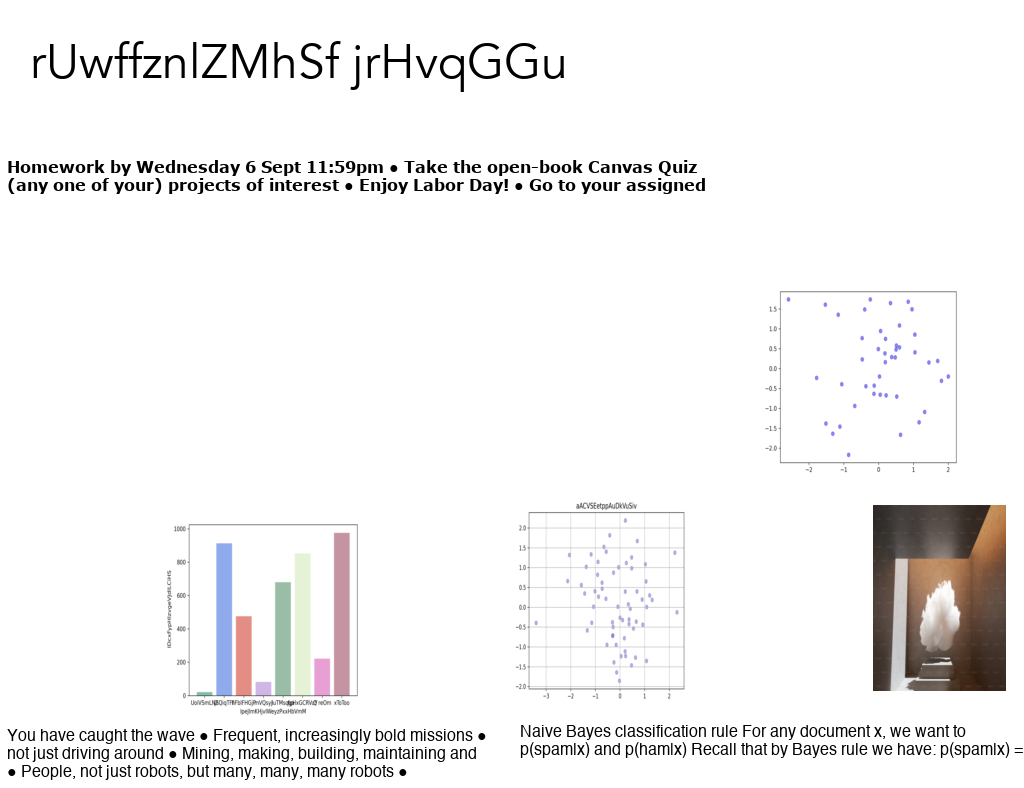 rUwffznlZMhSf jrHvqGGu
Homework by Wednesday 6 Sept 11:59pm ● Take the open-book Canvas Quiz
(any one of your) projects of interest ● Enjoy Labor Day! ● Go to your assigned
1.5
1.0
0.5
0.0
−0.5
−1.0
−1.5
−2.0
−2 −1 0 1 2
1000
800
600
400
200
0
xToToo
aACVSEetppAuDkVuSiv
2.0
1.5
1.0
0.5
0.0
−0.5
−1.0
−1.5
−2.0
−3 −2 −1 0 1 2
You have caught the wave ● Frequent, increasingly bold missions ●
not just driving around ● Mining, making, building, maintaining and
● People, not just robots, but many, many, many robots ●
Naive Bayes classification rule For any document x, we want to
p(spamlx) and p(hamlx) Recall that by Bayes rule we have: p(spamlx) =